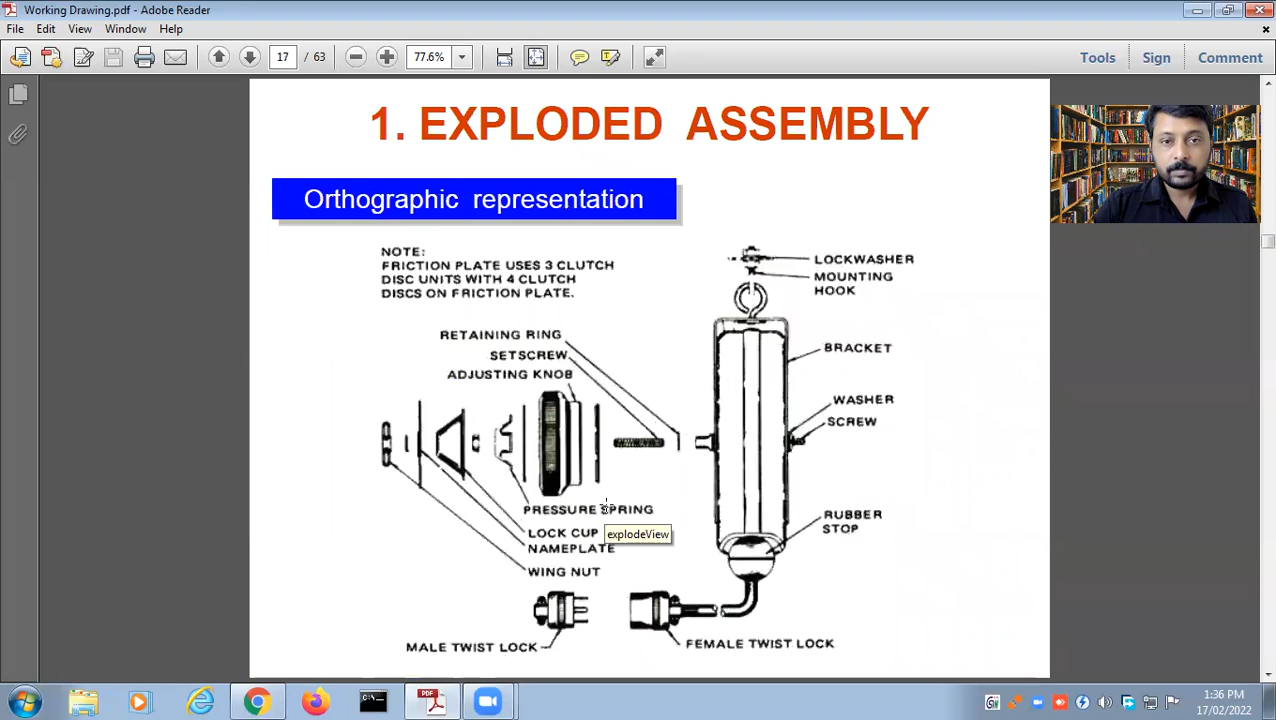 Working Drawing.pdf - Adobe Reader
File Edit View Window Help
17 / 63 77.6% Tools Sign Comment
1. EXPLODED ASSEMBLY
Orthographic representation
NOTE:
FRICTION PLATE USES 3 CLUTCH
DISC UNITS WITH 4 CLUTCH
DISCS ON FRICTION PLATE.
LOCKWASHER
MOUNTING
HOOK
RETAINING RING
SETSCREW
ADJUSTING KNOB
BRACKET
WASHER
SCREW
PRESSURE SPRING
LOCK CUP
NAMEPLATE
WING NUT
explodeView
RUBBER
STOP
MALE TWIST LOCK
FEMALE TWIST LOCK
1:36 PM
17/02/2022